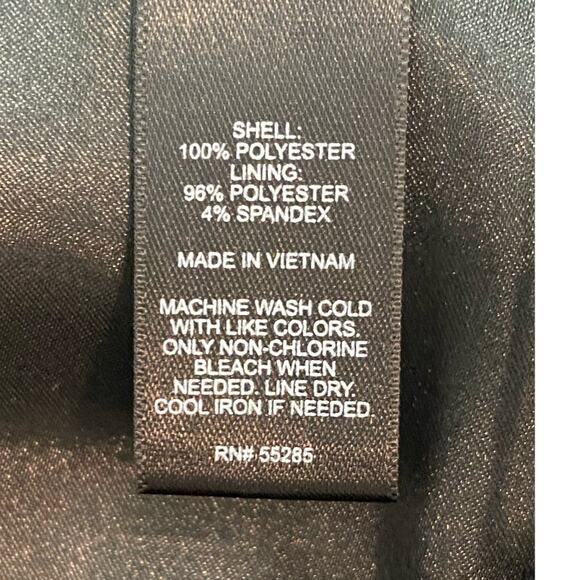 SHELL:
100% POLYESTER
LINING:
96% POLYESTER
4% SPANDEX
MADE IN VIETNAM
MACHINE WASH COLD
WITH LIKE COLORS.
ONLY NON-CHLORINE
BLEACH WHEN
NEEDED. LINE DRY.
COOL IRON IF NEEDED.
RN# 55285